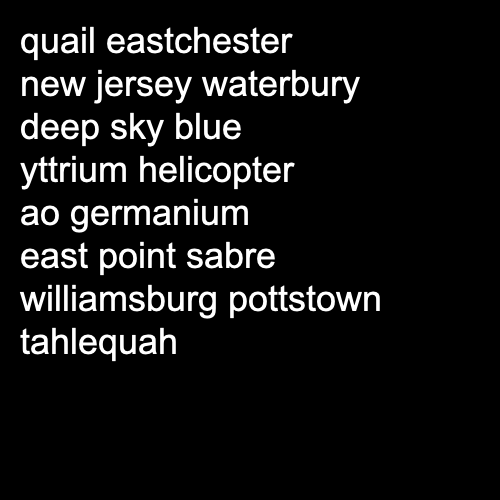 quail eastchester
new jersey waterbury
deep sky blue
yttrium helicopter
ao germanium
east point sabre
williamsburg pottstown
tahlequah